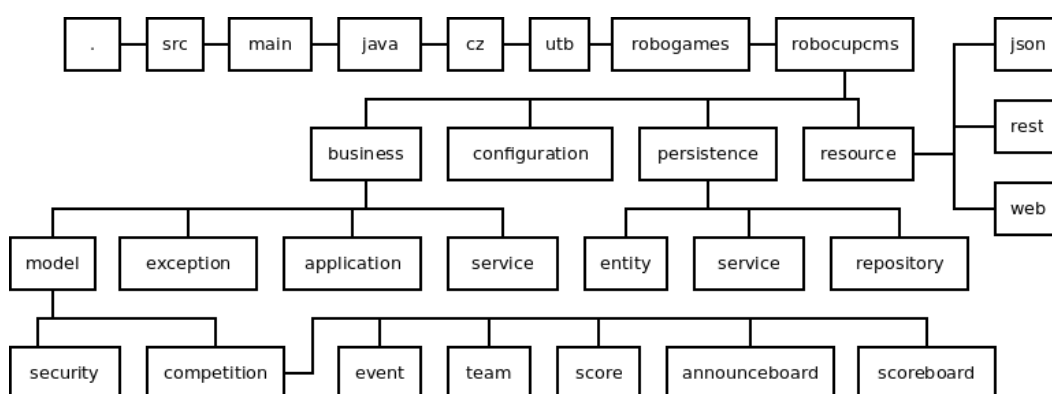 . src main java cz utb robogames robocupcms json
rest
business configuration persistence resource
web
model exception application service entity service repository
security competition event team score announceboard scoreboard